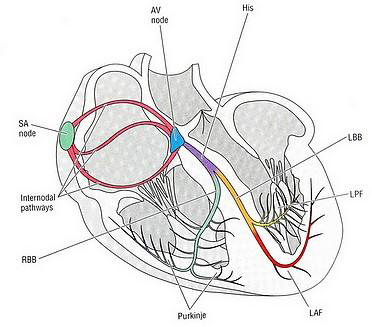 AV
node
His
SA
node
LBB
Internodal
pathways
LPF
RBB
Purkinje
LAF